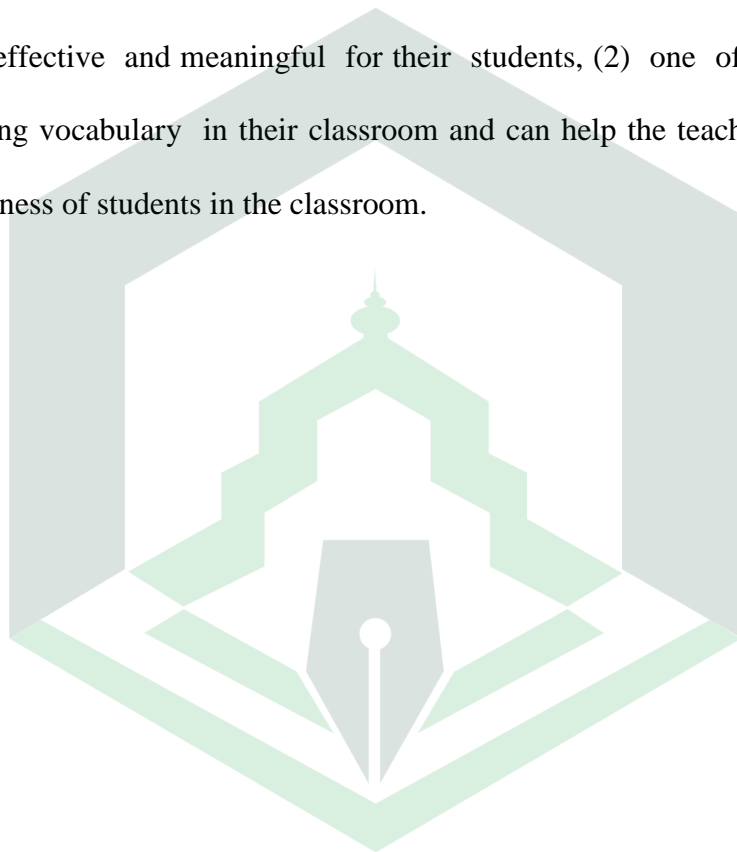 effective and meaningful for their students, (2) one of
ng vocabulary in their classroom and can help the teach
ness of students in the classroom.